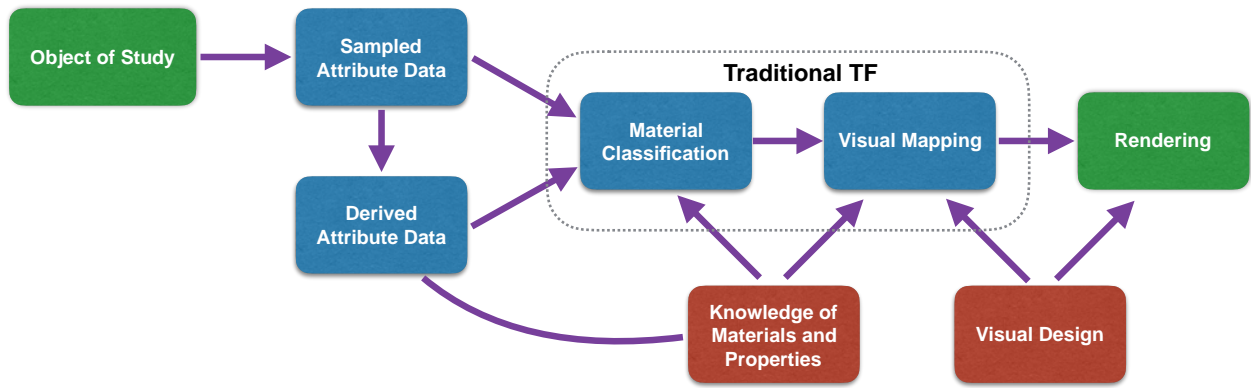 Object of Study
Sampled
Attribute Data
Traditional TF
Material
Classification
Visual Mapping
Rendering
Derived
Attribute Data
Knowledge of
Materials and
Properties
Visual Design